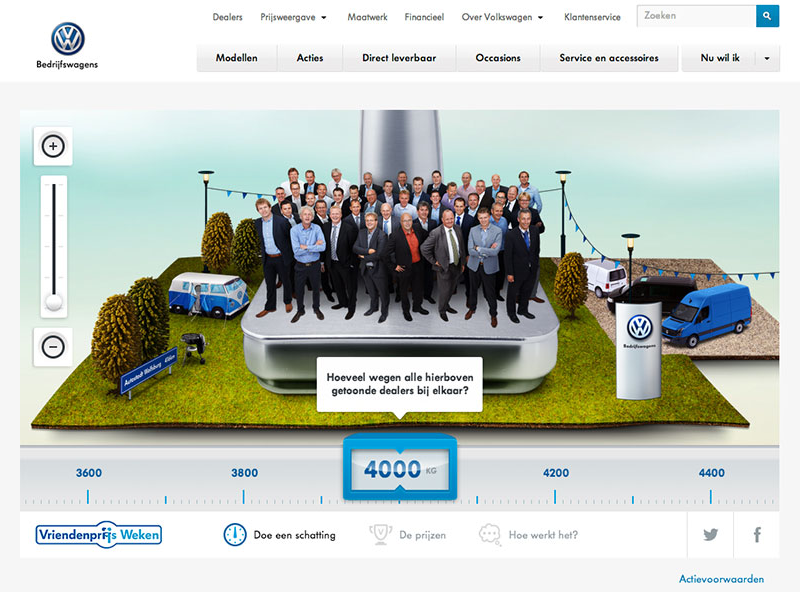 Dealers Prijsweergave Maatwerk Financieel Over Volkswagen Klantenservice Zoeken
Bedrijfswagens
Modellen Acties Direct leverbaar Occasions Service en accessoires Nu wil ik
Bedrijfswagens
Autostadt Wolfsburg
Hoeveel wegen alle hierboven
getoonde dealers bij elkaar?
3600 3800 4000 KG 4200 4400
Vriendenprijs Weken Doe een schatting De prijzen Hoe werkt het?
Actievoorwaarden